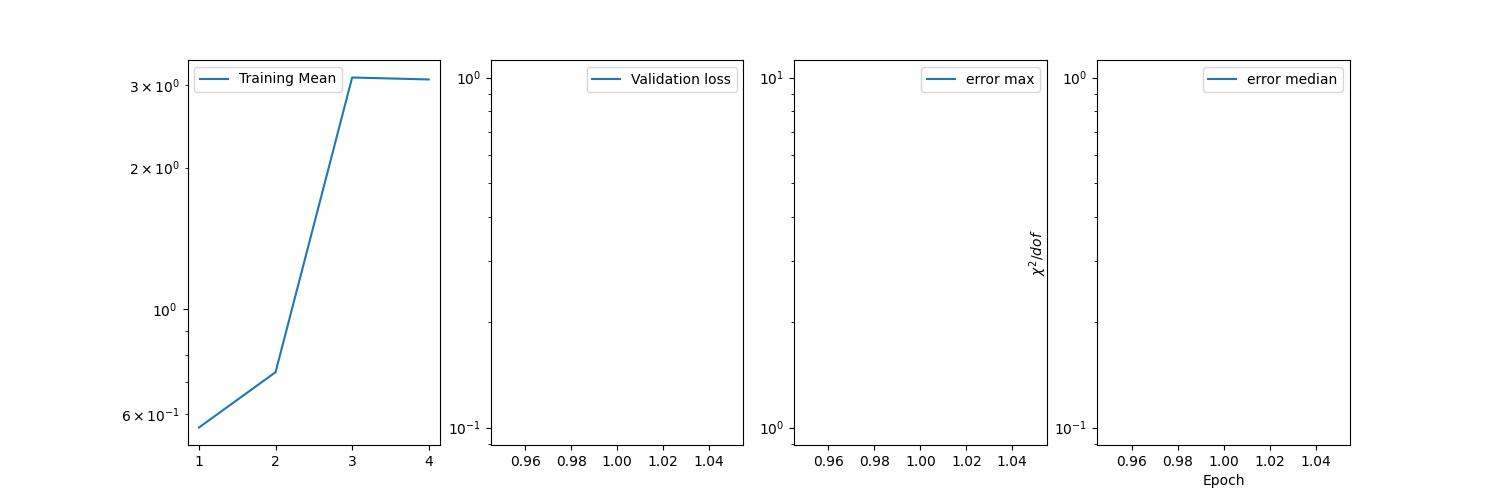 Training Mean
3 × 10⁰
2 × 10⁰
10⁰
6 × 10⁻¹
1 2 3 4
Validation loss
10⁰
10⁻¹
0.96 0.98 1.00 1.02 1.04
error max
10¹
10⁰
0.96 0.98 1.00 1.02 1.04
χ²/dof
error median
10⁰
10⁻¹
0.96 0.98 1.00 1.02 1.04
Epoch